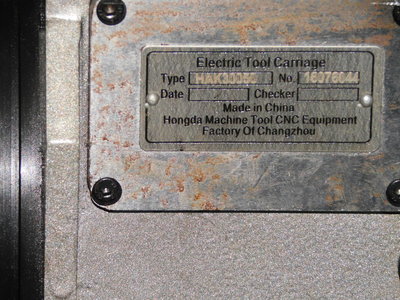 Electric Tool Carriage
Type No.
Date Checker
Made in China
Hongda Machine Tool CNC Equipment
Factory Of Changzhou